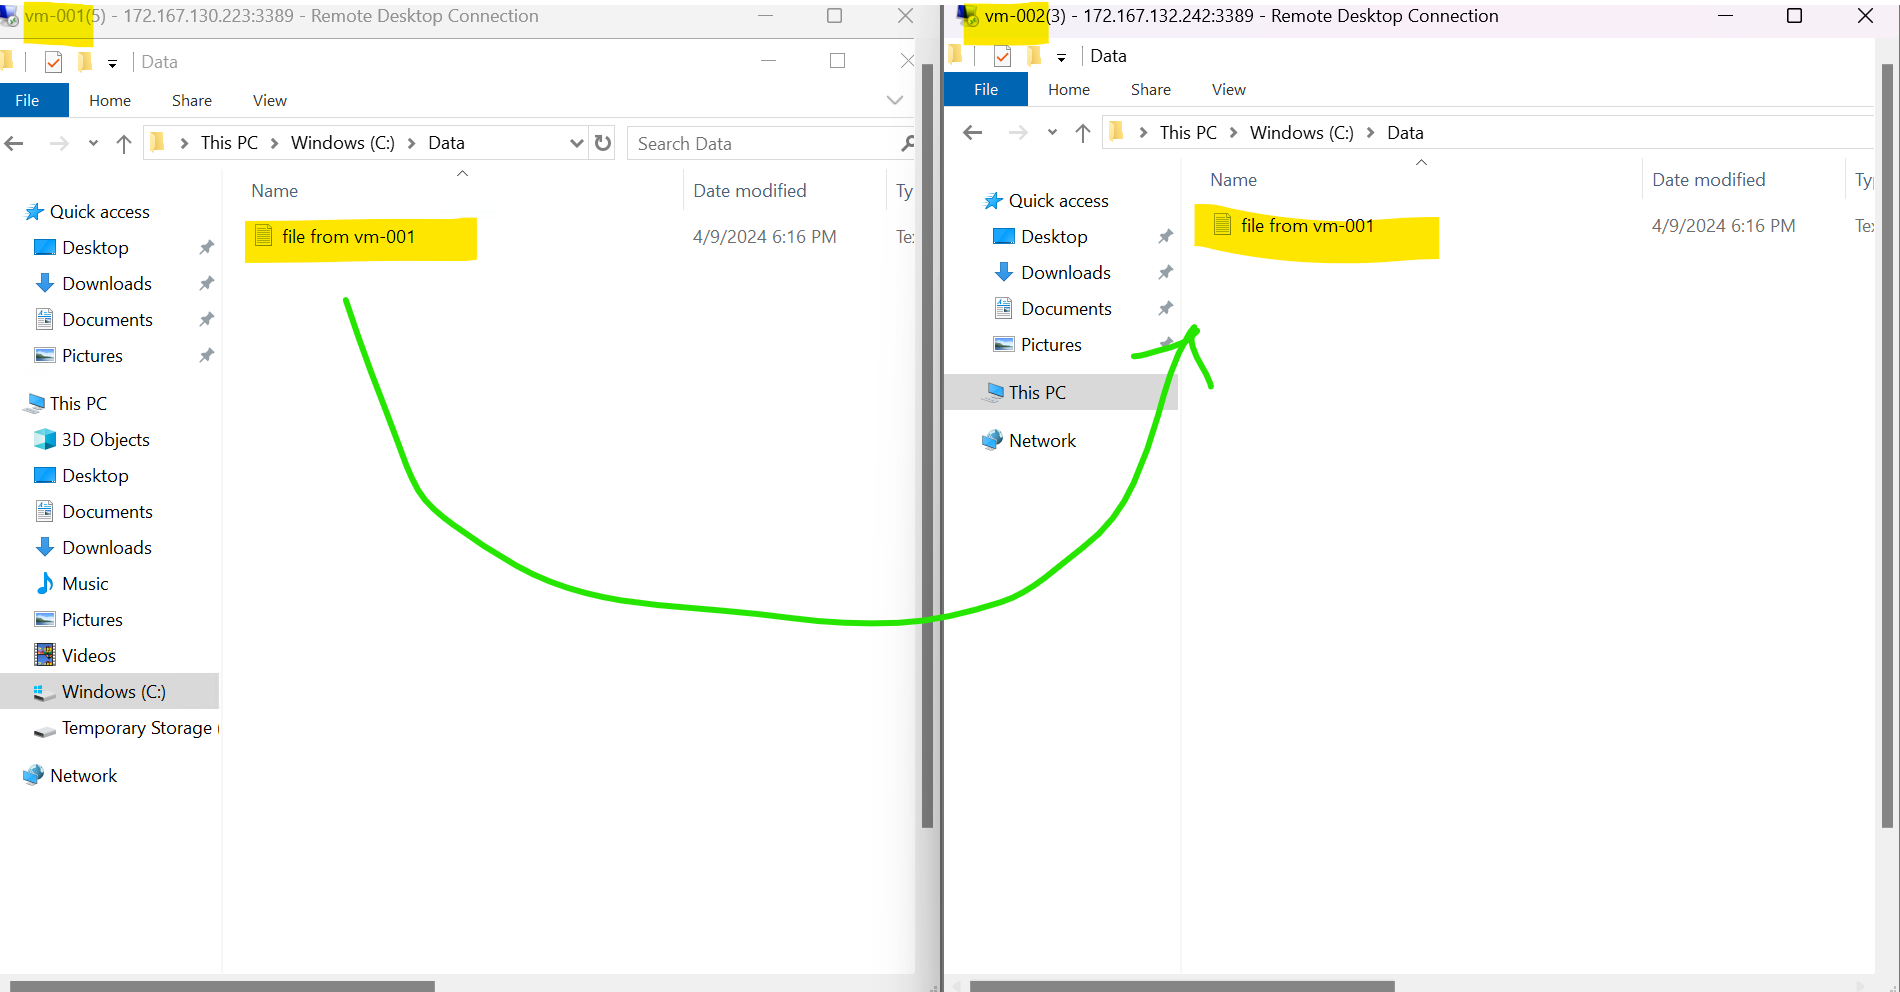 vm-001(5) - 172.167.130.223:3389 - Remote Desktop Connection
Data
File Home Share View
This PC Windows (C:) Data
Search Data
Name Date modified Ty
file from vm-001 4/9/2024 6:16 PM Te
Quick access
Desktop
Downloads
Documents
Pictures
This PC
3D Objects
Desktop
Documents
Downloads
Music
Pictures
Videos
Windows (C:)
Temporary Storage (
Network
vm-002(3) - 172.167.132.242:3389 - Remote Desktop Connection
Data
File Home Share View
This PC Windows (C:) Data
Name Date modified Ty
file from vm-001 4/9/2024 6:16 PM Te
Quick access
Desktop
Downloads
Documents
Pictures
This PC
Network